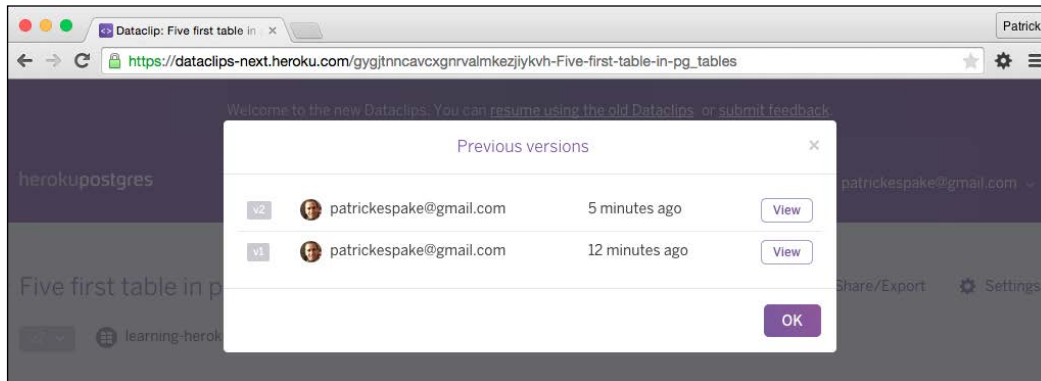 Dataclip: Five first table in
Patrick
https://dataclips-next.heroku.com/gygjtnncavcxgnrvalmkezjiykvh-Five-first-table-in-pg_tables
Welcome to the new Dataclips. You can resume using the old Dataclips or submit feedback.
Previous versions
herokupostgres
patrickespake@gmail.com
v2 patrickespake@gmail.com 5 minutes ago View
v1 patrickespake@gmail.com 12 minutes ago View
Five first table in p
Share/Export Settings
OK
learning-herok